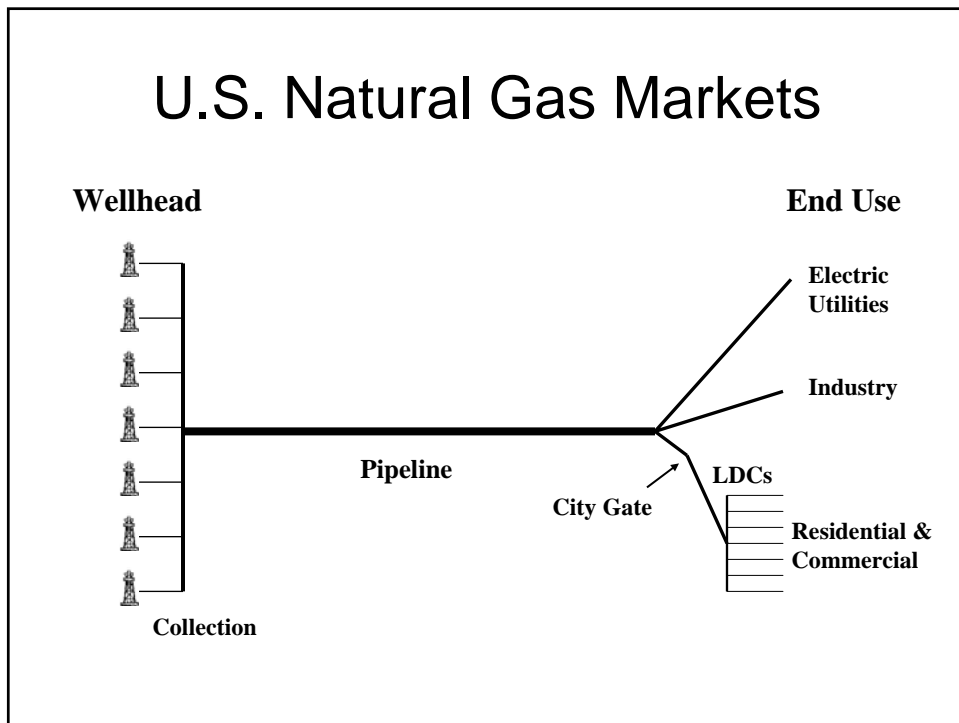 U.S. Natural Gas Markets
Wellhead
End Use
Electric
Utilities
Industry
Pipeline
LDCs
City Gate
Residential &
Commercial
Collection